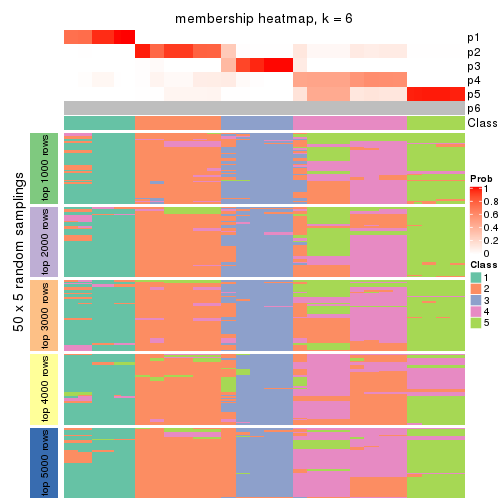 membership heatmap, k = 6
p1
p2
p3
p4
p5
p6
Class
50 x 5 random samplings
top 1000 rows
top 2000 rows
top 3000 rows
top 4000 rows
top 5000 rows
Prob
1
0.8
0.6
0.4
0.2
0
Class
1
2
3
4
5